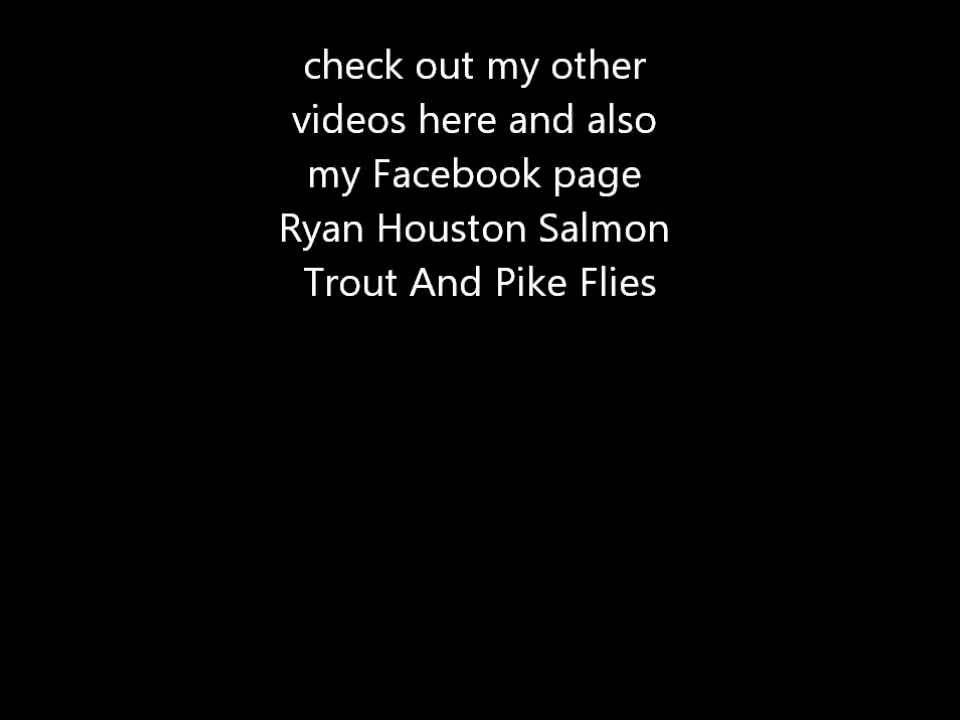 check out my other
videos here and also
my Facebook page
Ryan Houston Salmon
Trout And Pike Flies